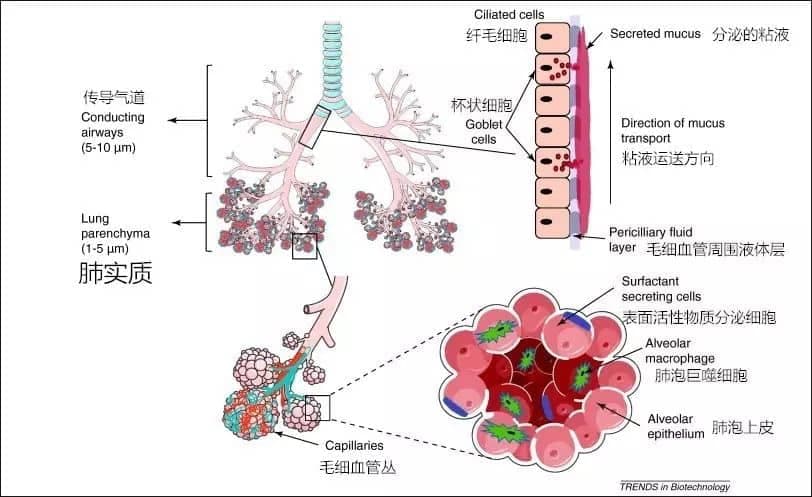 Ciliated cells
纤毛细胞
Secreted mucus 分泌的粘液
传导气道
Conducting
airways
(5-10 µm)
杯状细胞
Goblet
cells
Direction of mucus
transport
粘液运送方向
Lung
parenchyma
(1-5 µm)
肺实质
Periciliary fluid
layer 毛细血管周围液体层
Surfactant
secreting cells
表面活性物质分泌细胞
Alveolar
macrophage
肺泡巨噬细胞
Alveolar
epithelium 肺泡上皮
Capillaries
毛细血管丛
TRENDS in Biotechnology